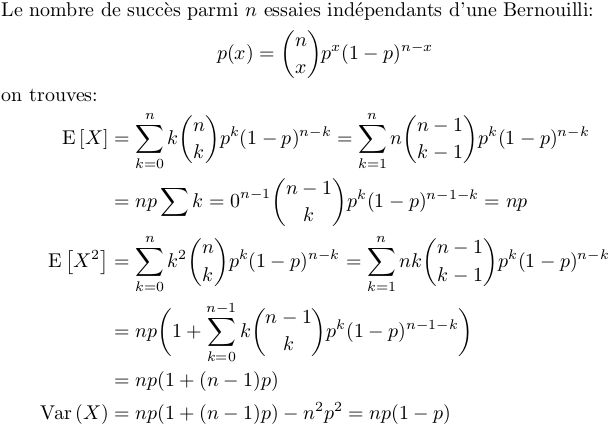 Le nombre de succès parmi $n$ essaies indépendants d'une Bernouilli:
$p(x) = \binom{n}{x} p^x (1-p)^{n-x}$
on trouves:
$\mathrm{E}[X] = \sum_{k=0}^{n} k \binom{n}{k} p^k (1-p)^{n-k} = \sum_{k=1}^{n} n \binom{n-1}{k-1} p^k (1-p)^{n-k}$
$= np \sum k = 0^{n-1} \binom{n-1}{k} p^k (1-p)^{n-1-k} = np$
$\mathrm{E}[X^2] = \sum_{k=0}^{n} k^2 \binom{n}{k} p^k (1-p)^{n-k} = \sum_{k=1}^{n} nk \binom{n-1}{k-1} p^k (1-p)^{n-k}$
$= np \left( 1 + \sum_{k=0}^{n-1} k \binom{n-1}{k} p^k (1-p)^{n-1-k} \right)$
$= np(1 + (n-1)p)$
$\mathrm{Var}(X) = np(1 + (n-1)p) - n^2p^2 = np(1-p)$